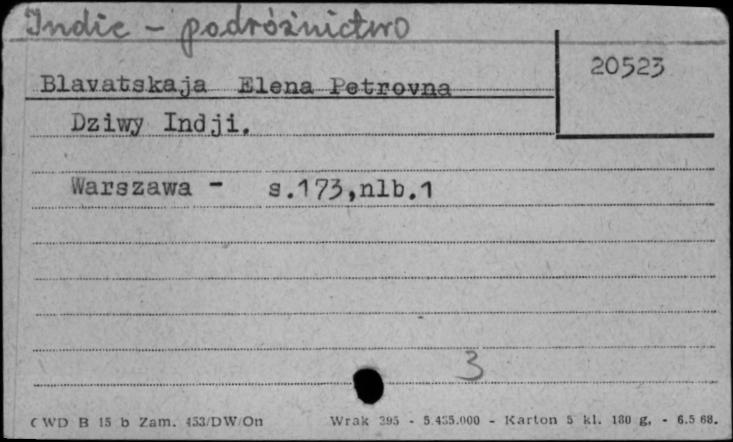 Indie - podróżnictwo
20523
Blavatskaja Elena Petrovna
Dziwy Indji.
Warszawa - s.173,nlb.1
3
CWD B 15 b Zam. 453/DW/On Wrak 395 - 5.435.000 - Karton 5 kl. 180 g. - 6.5 68.